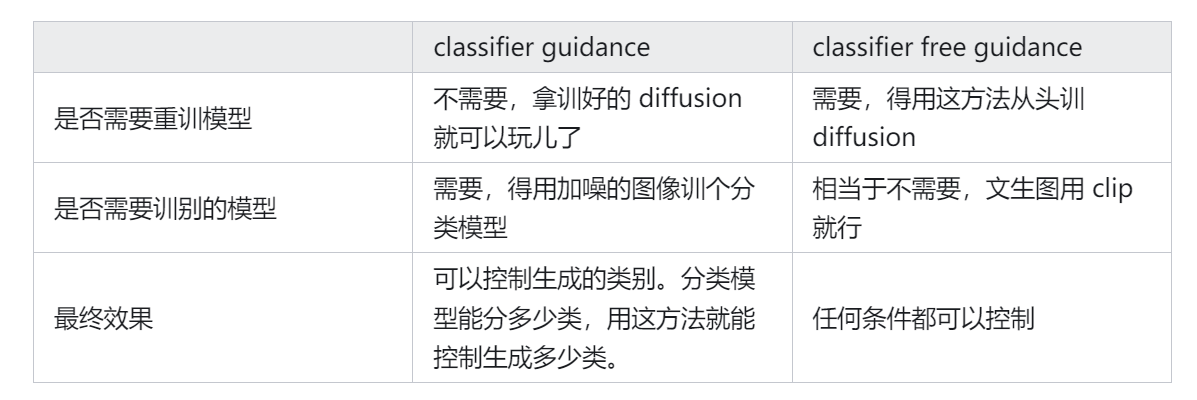 classifier guidance
classifier free guidance
是否需要重训模型
不需要，拿训好的 diffusion
就可以玩儿了
需要，得用这方法从头训
diffusion
是否需要训别的模型
需要，得用加噪的图像训个分
类模型
相当于不需要，文生图用 clip
就行
最终效果
可以控制生成的类别。分类模
型能分多少类，用这方法就能
控制生成多少类。
任何条件都可以控制